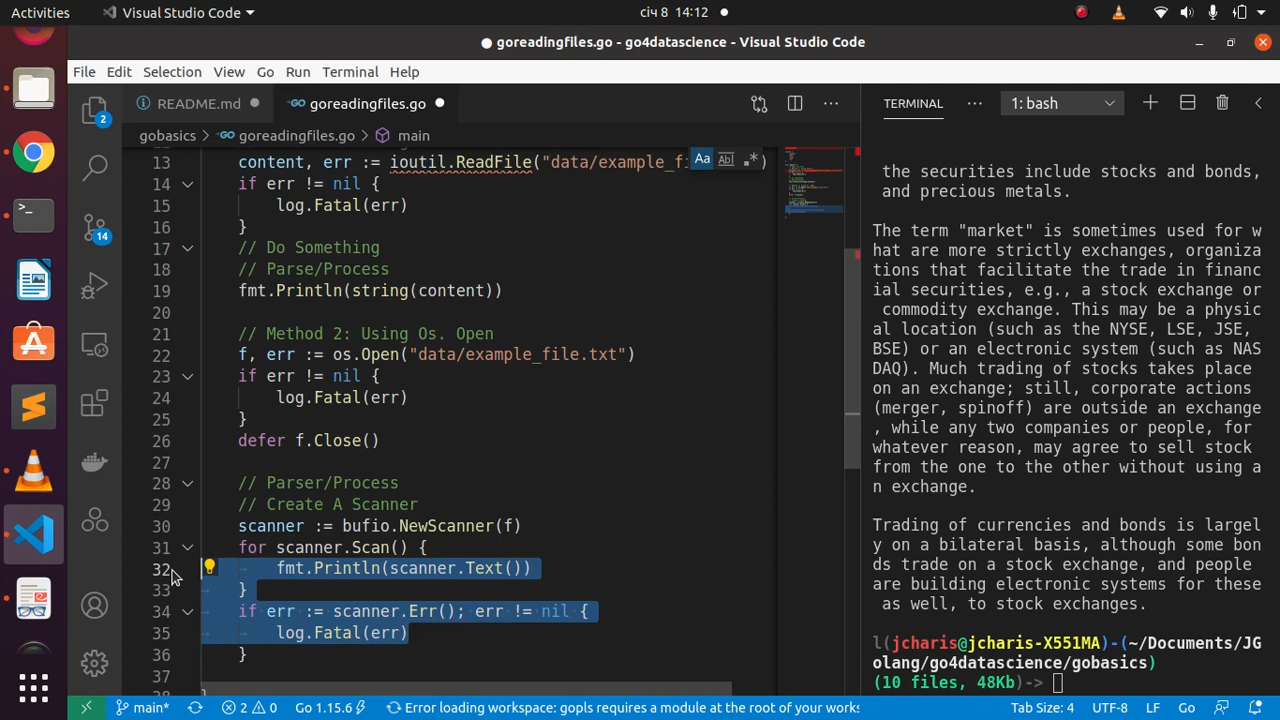 Activities
Visual Studio Code
січ 8 14:12
goreadingfiles.go - go4datascience - Visual Studio Code
File Edit Selection View Go Run Terminal Help
README.md
goreadingfiles.go
gobasics > goreadingfiles.go > main
Aa Ab| .*
13 content, err := ioutil.ReadFile("data/example_fi )
14 if err != nil {
15 log.Fatal(err)
16 }
17 // Do Something
18 // Parse/Process
19 fmt.Println(string(content))
20
21 // Method 2: Using Os. Open
22 f, err := os.Open("data/example_file.txt")
23 if err != nil {
24 log.Fatal(err)
25 }
26 defer f.Close()
27
28 // Parser/Process
29 // Create A Scanner
30 scanner := bufio.NewScanner(f)
31 for scanner.Scan() {
32 fmt.Println(scanner.Text())
33 }
34 if err := scanner.Err(); err != nil {
35 log.Fatal(err)
36 }
37
2
14
TERMINAL
1: bash
the securities include stocks and bonds,
and precious metals.
The term "market" is sometimes used for w
hat are more strictly exchanges, organiza
tions that facilitate the trade in financ
ial securities, e.g., a stock exchange or
commodity exchange. This may be a physic
al location (such as the NYSE, LSE, JSE,
BSE) or an electronic system (such as NAS
DAQ). Much trading of stocks takes place
on an exchange; still, corporate actions
(merger, spinoff) are outside an exchange
, while any two companies or people, for
whatever reason, may agree to sell stock
from the one to the other without using a
n exchange.
Trading of currencies and bonds is largel
y on a bilateral basis, although some bon
ds trade on a stock exchange, and people
are building electronic systems for these
as well, to stock exchanges.
l(jcharis@jcharis-X551MA)-(~/Documents/JG
olang/go4datascience/gobasics)
(10 files, 48Kb)->
main*
2 0
Go 1.15.6
Error loading workspace: gopls requires a module at the root of your works
Tab Size: 4
UTF-8
LF
Go